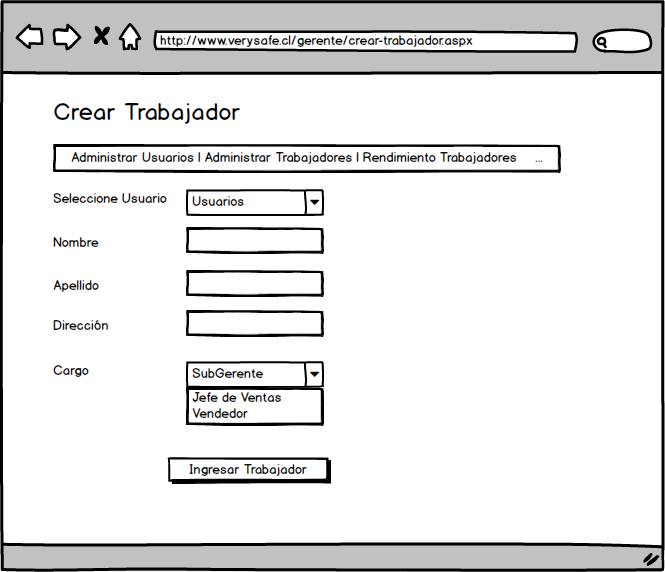 http://www.verysafe.cl/gerente/crear-trabajador.aspx
Crear Trabajador
Administrar Usuarios | Administrar Trabajadores | Rendimiento Trabajadores ...
Seleccione Usuario Usuarios
Nombre
Apellido
Dirección
Cargo SubGerente
Jefe de Ventas
Vendedor
Ingresar Trabajador